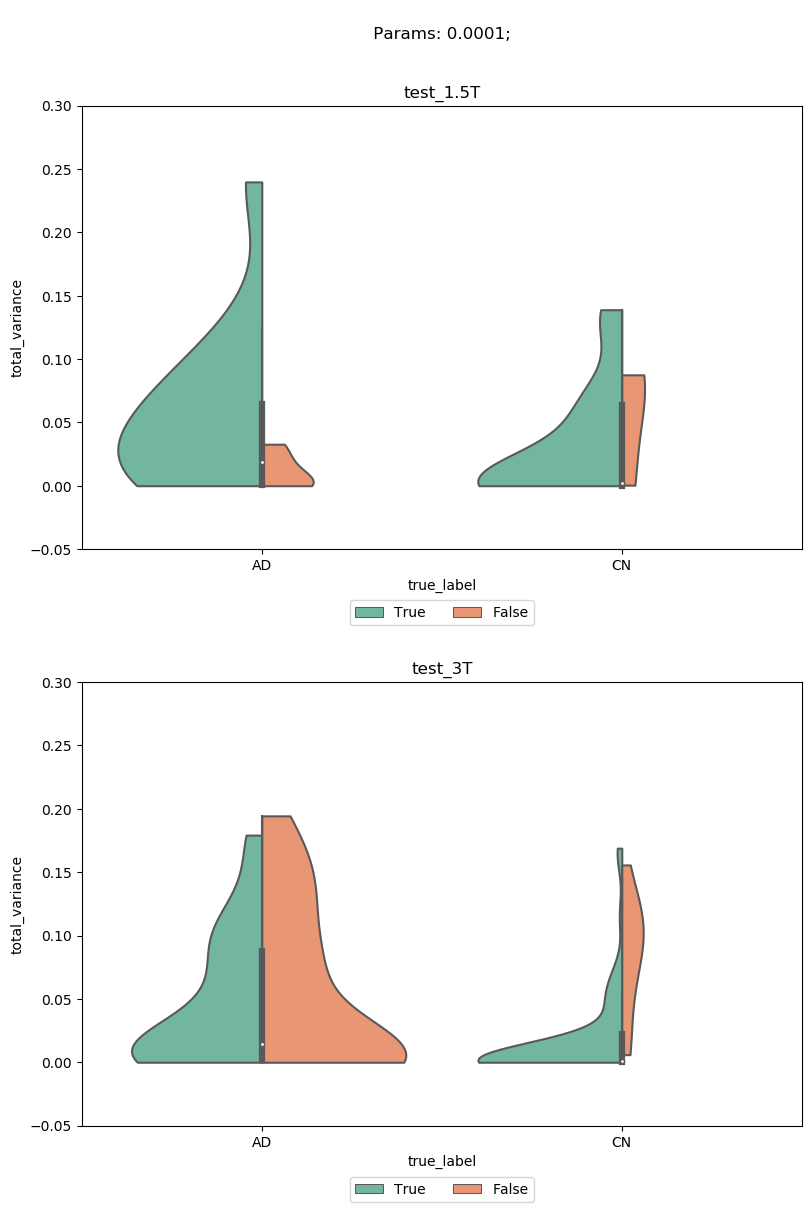 Params: 0.0001;
test_1.5T
0.30
0.25
0.20
0.15
0.10
0.05
0.00
−0.05
total_variance
AD CN
true_label
True False
test_3T
0.30
0.25
0.20
0.15
0.10
0.05
0.00
−0.05
total_variance
AD CN
true_label
True False